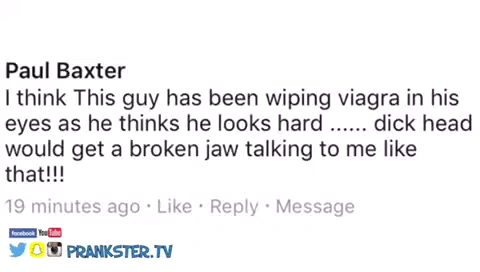 Paul Baxter
I think This guy has been wiping viagra in his
eyes as he thinks he looks hard ...... dick head
would get a broken jaw talking to me like
that!!!
19 minutes ago · Like · Reply · Message
facebook YouTube
PRANKSTER.TV